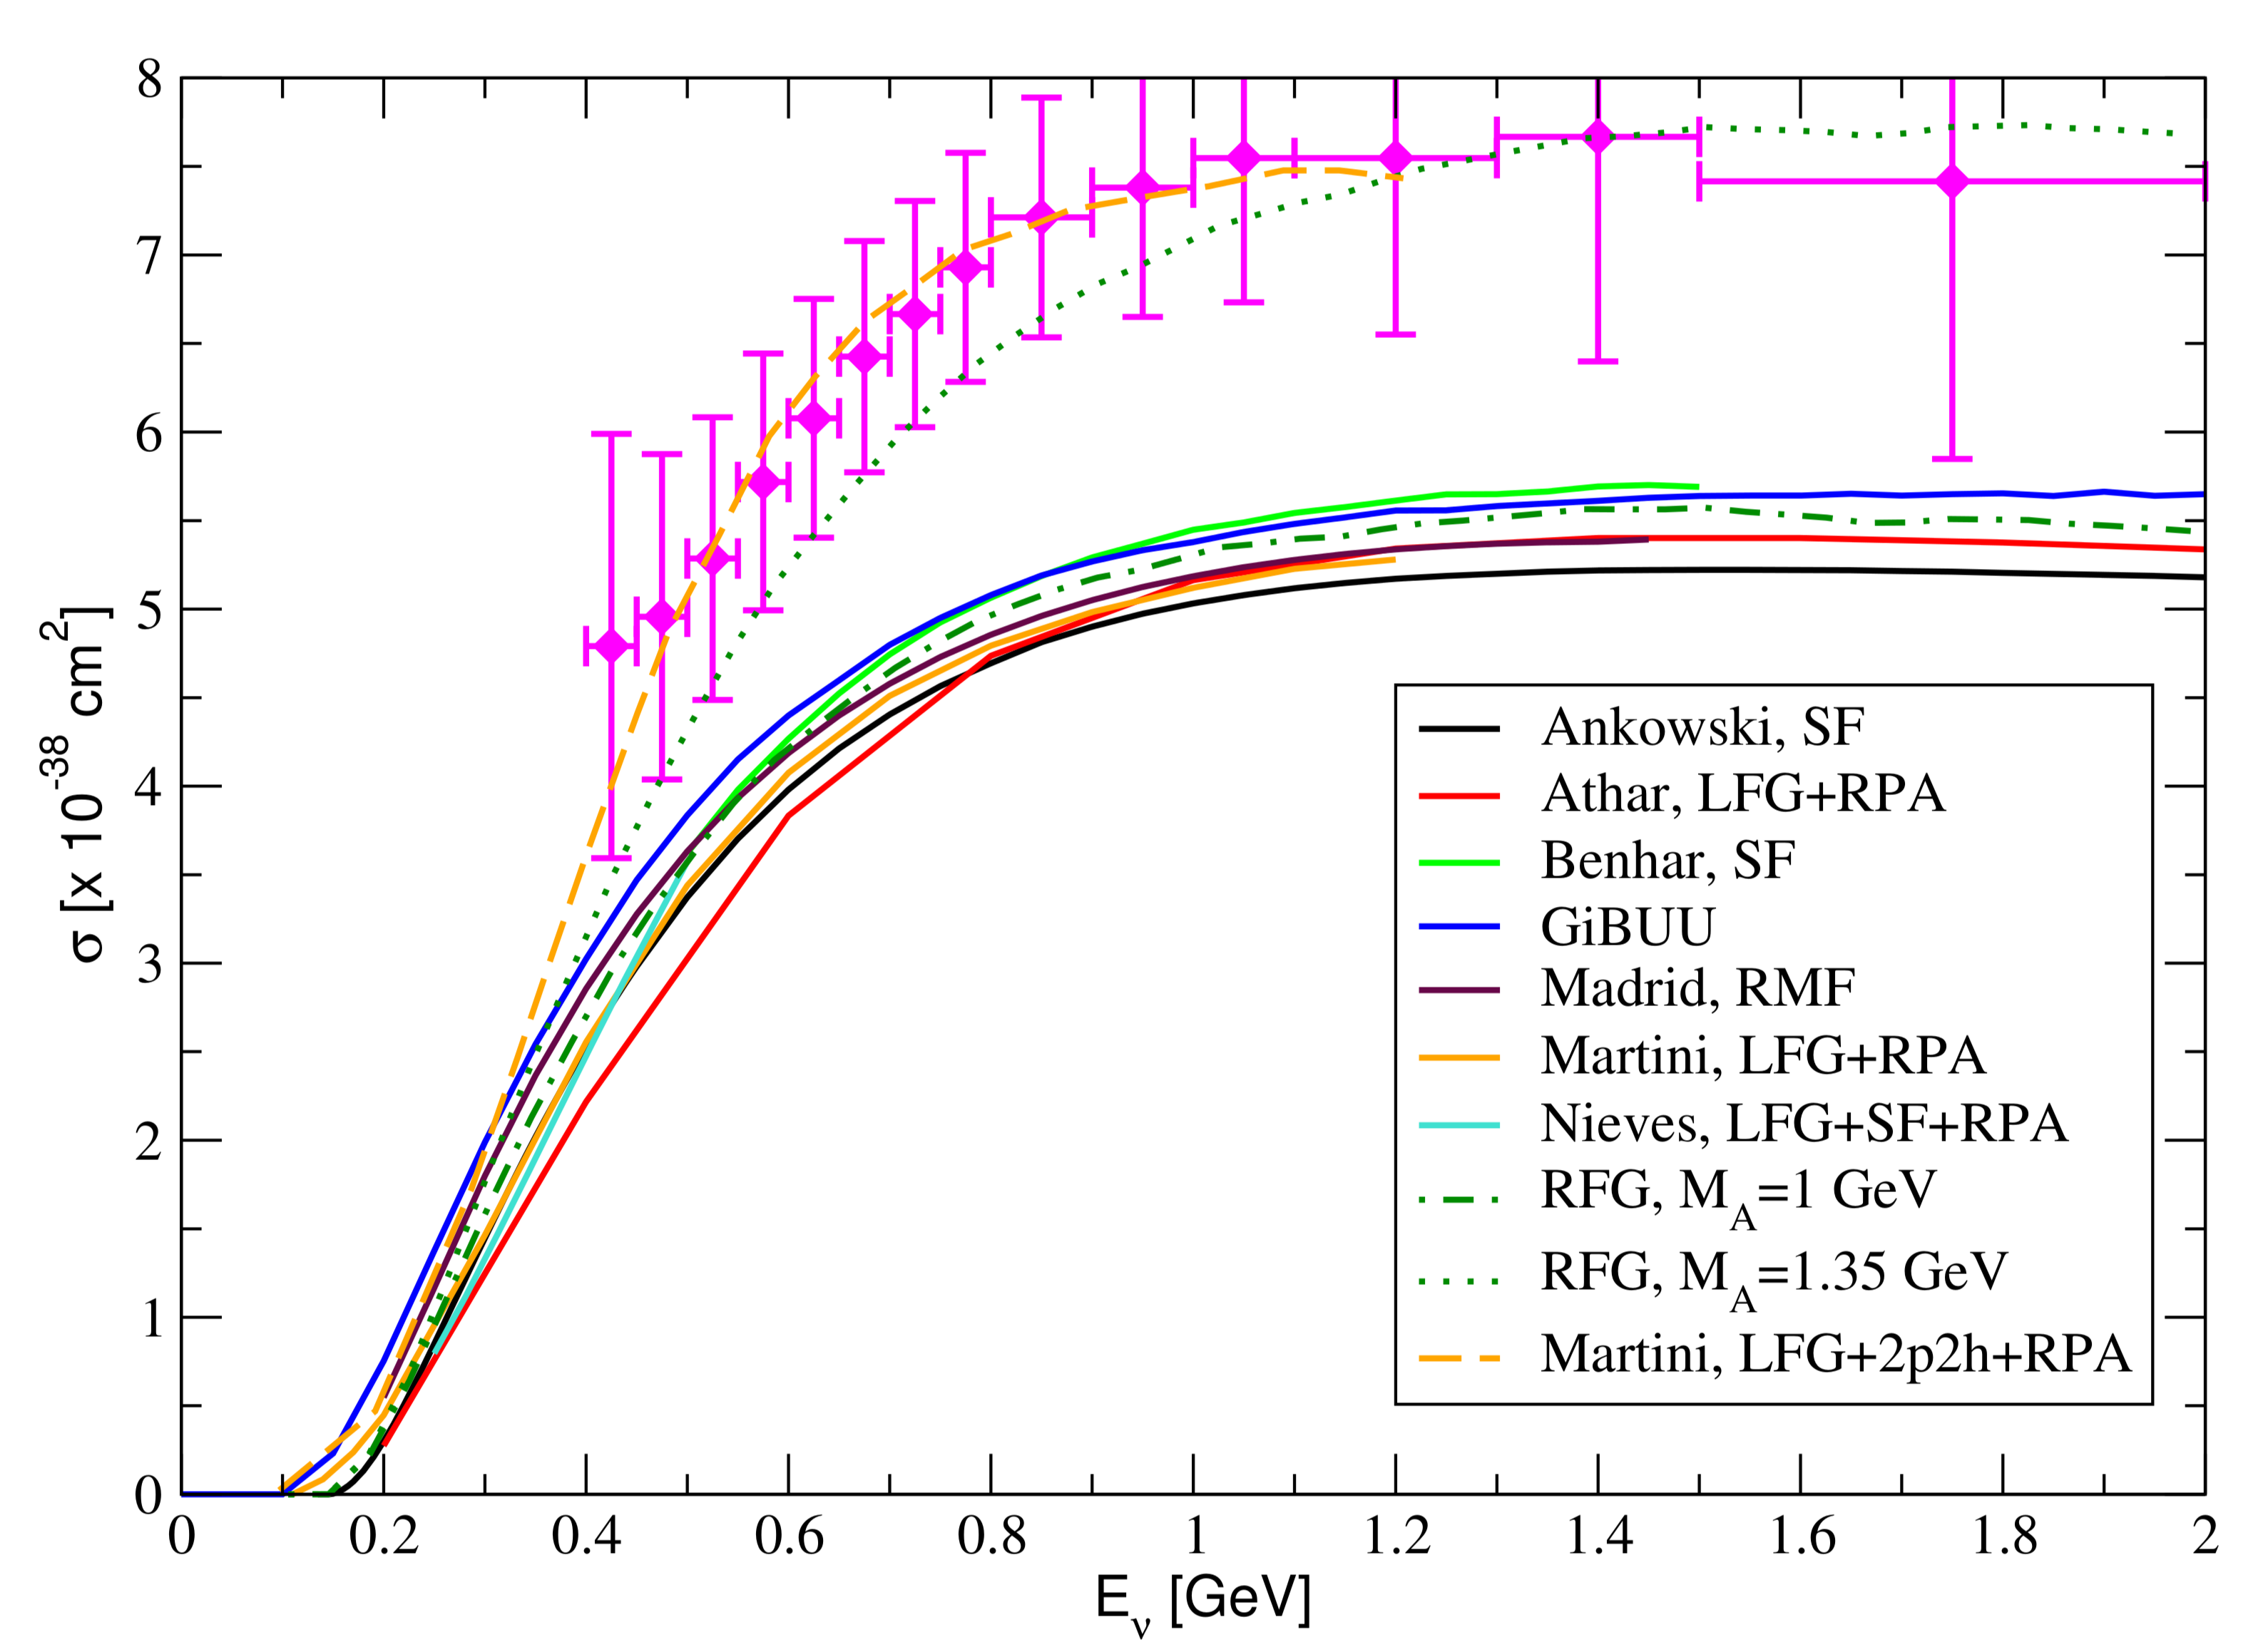 8
7
6
5
4
3
2
1
0
σ [x 10⁻³⁸ cm²]
Ankowski, SF
Athar, LFG+RPA
Benhar, SF
GiBUU
Madrid, RMF
Martini, LFG+RPA
Nieves, LFG+SF+RPA
RFG, M_A=1 GeV
RFG, M_A=1.35 GeV
Martini, LFG+2p2h+RPA
0 0.2 0.4 0.6 0.8 1 1.2 1.4 1.6 1.8 2
E_ν [GeV]